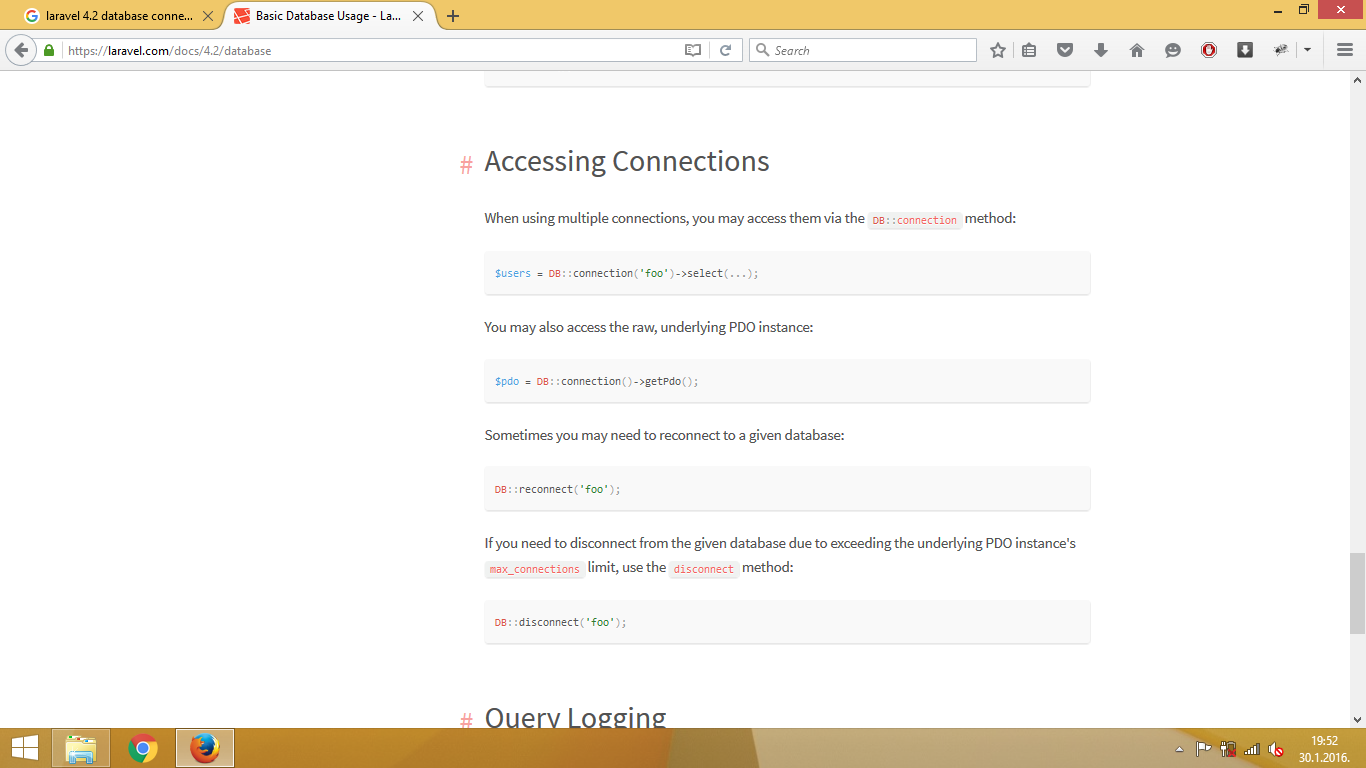 laravel 4.2 database conne...
Basic Database Usage - La...
https://laravel.com/docs/4.2/database
Search
# Accessing Connections
When using multiple connections, you may access them via the DB::connection method:
$users = DB::connection('foo')->select(...);
You may also access the raw, underlying PDO instance:
$pdo = DB::connection()->getPdo();
Sometimes you may need to reconnect to a given database:
DB::reconnect('foo');
If you need to disconnect from the given database due to exceeding the underlying PDO instance's
max_connections limit, use the disconnect method:
DB::disconnect('foo');
# Query Logging
19:52
30.1.2016.